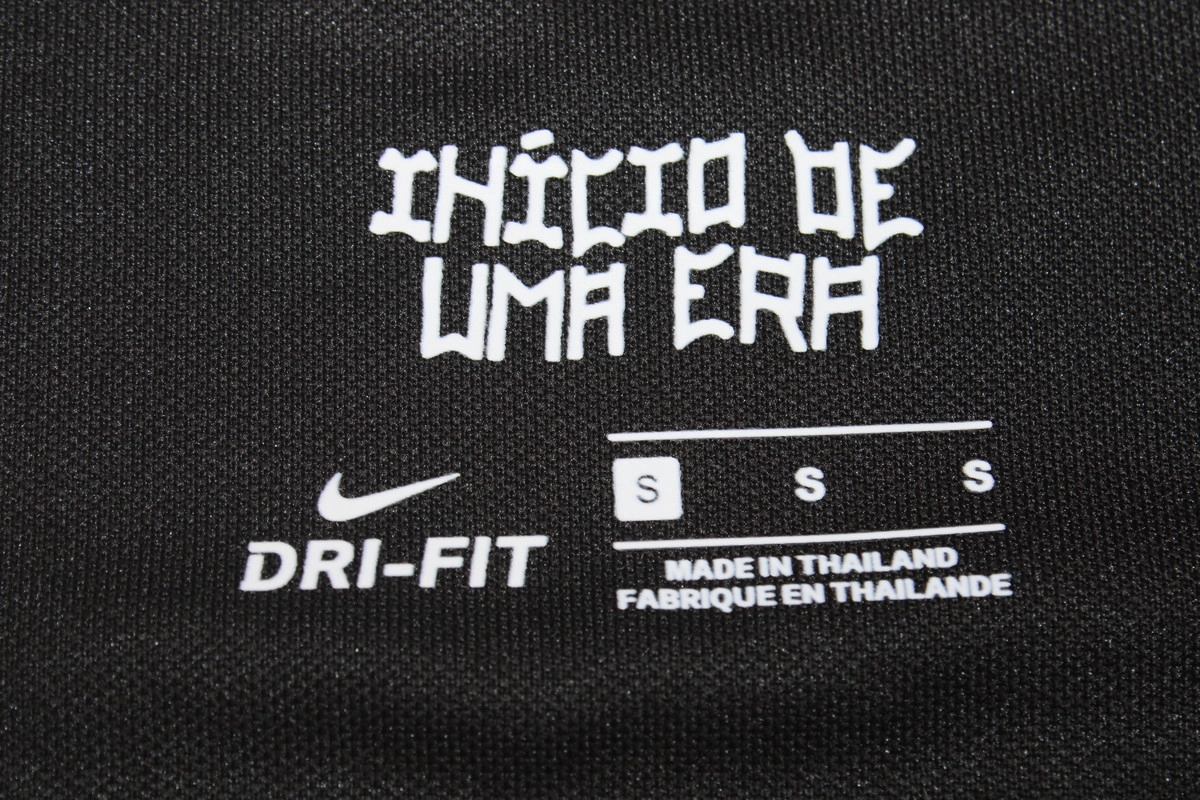 INÍCIO DE
UMA ERA
DRI-FIT
S S S
MADE IN THAILAND
FABRIQUE EN THAILANDE